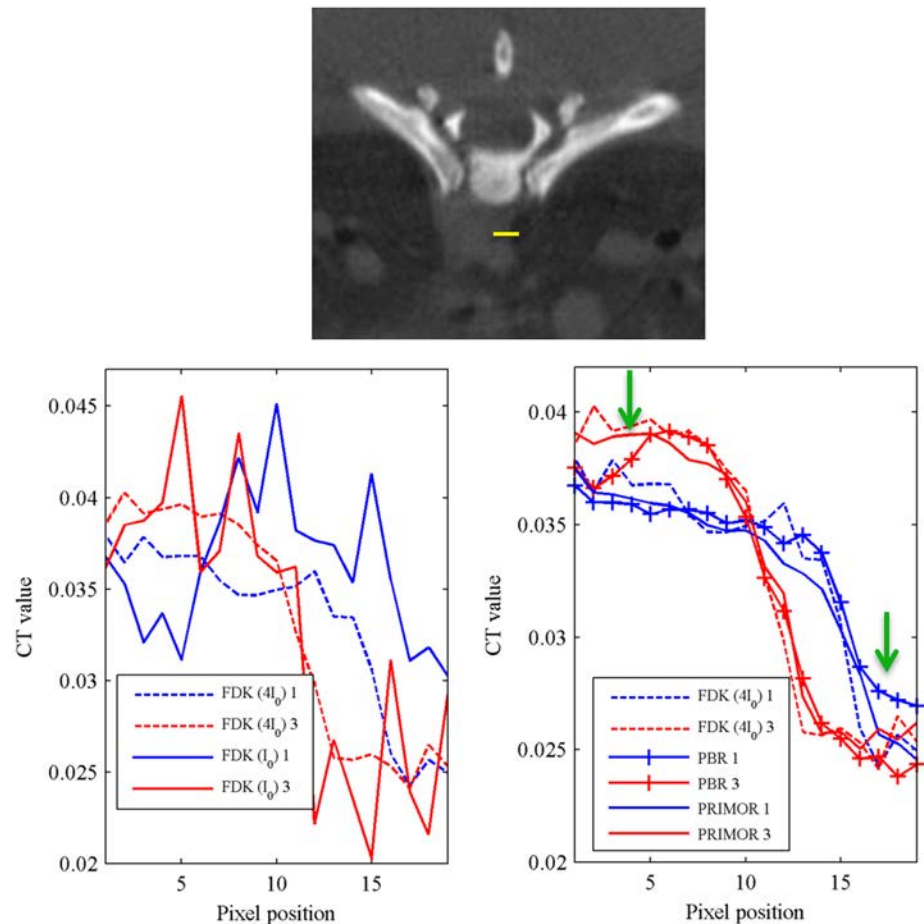 0.045
0.04
0.035
0.03
0.025
0.02
CT value
5
10
15
Pixel position
FDK (4I₀) 1
FDK (4I₀) 3
FDK (I₀) 1
FDK (I₀) 3
0.04
0.035
0.03
0.025
0.02
CT value
5
10
15
Pixel position
FDK (4I₀) 1
FDK (4I₀) 3
PBR 1
PBR 3
PRIMOR 1
PRIMOR 3